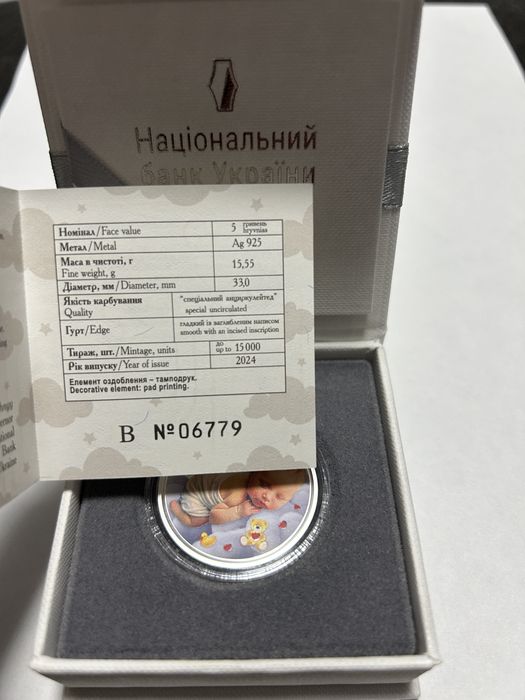 Національний
банк України
Номінал/Face value 5 гривень hryvnias
Метал/Metal Ag 925
Маса в чистоті, г
Fine weight, g 15,55
Діаметр, мм/Diameter, mm 33,0
Якість карбування "спеціальний анциркулейтед"
Quality special uncirculated
Гурт/Edge гладкий із заглибленим написом
smooth with an incised inscription
Тираж, шт./Mintage, units до up to 15 000
Рік випуску/Year of issue 2024
Елемент оздоблення – тамподрук.
Decorative element: pad printing.
В №06779
Bank